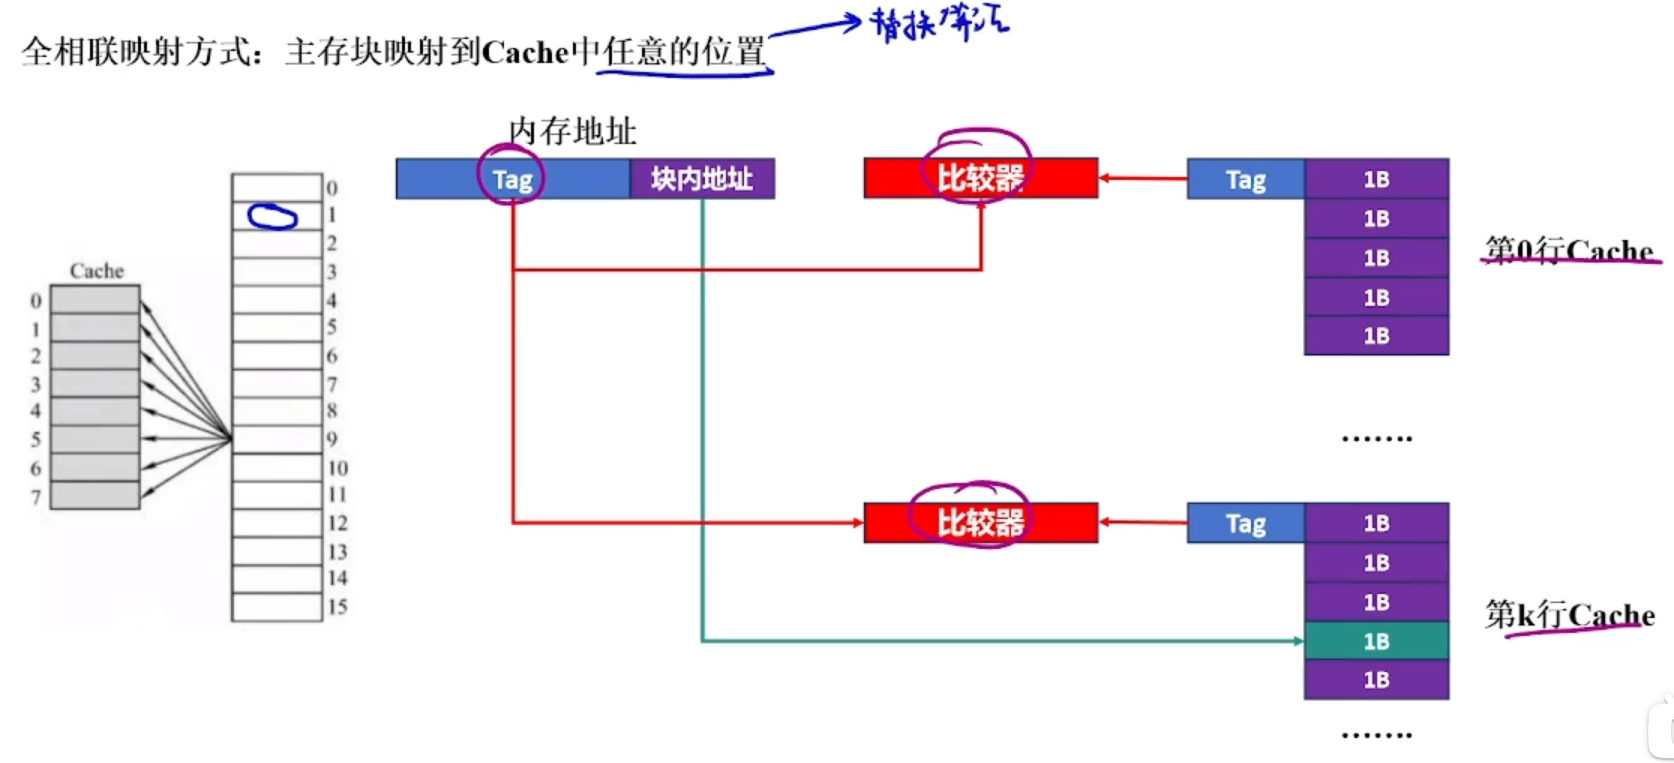 替换算法
全相联映射方式：主存块映射到Cache中任意的位置
内存地址
Tag 块内地址 比较器 Tag 1B
1B
1B
1B
1B
第0行Cache
.......
比较器 Tag 1B
1B
1B
1B
1B
第k行Cache
.......
Cache
0
1
2
3
4
5
6
7
0
1
2
3
4
5
6
7
8
9
10
11
12
13
14
15